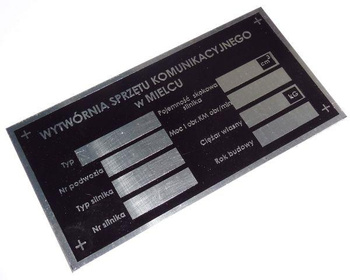 WYTWÓRNIA SPRZĘTU KOMUNIKACYJNEGO
W MIELCU
Typ
Nr podwozia
Typ silnika
Nr silnika
Pojemność skokowa
silnika
cm³
Moc i obr. KM obr/min
Ciężar własny
kG
Rok budowy